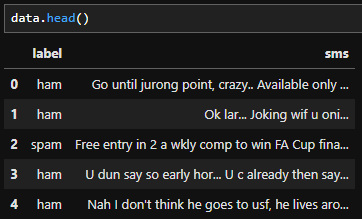 data.head()
label sms
0 ham Go until jurong point, crazy.. Available only ...
1 ham Ok lar... Joking wif u oni...
2 spam Free entry in 2 a wkly comp to win FA Cup fina...
3 ham U dun say so early hor... U c already then say...
4 ham Nah I don't think he goes to usf, he lives aro...